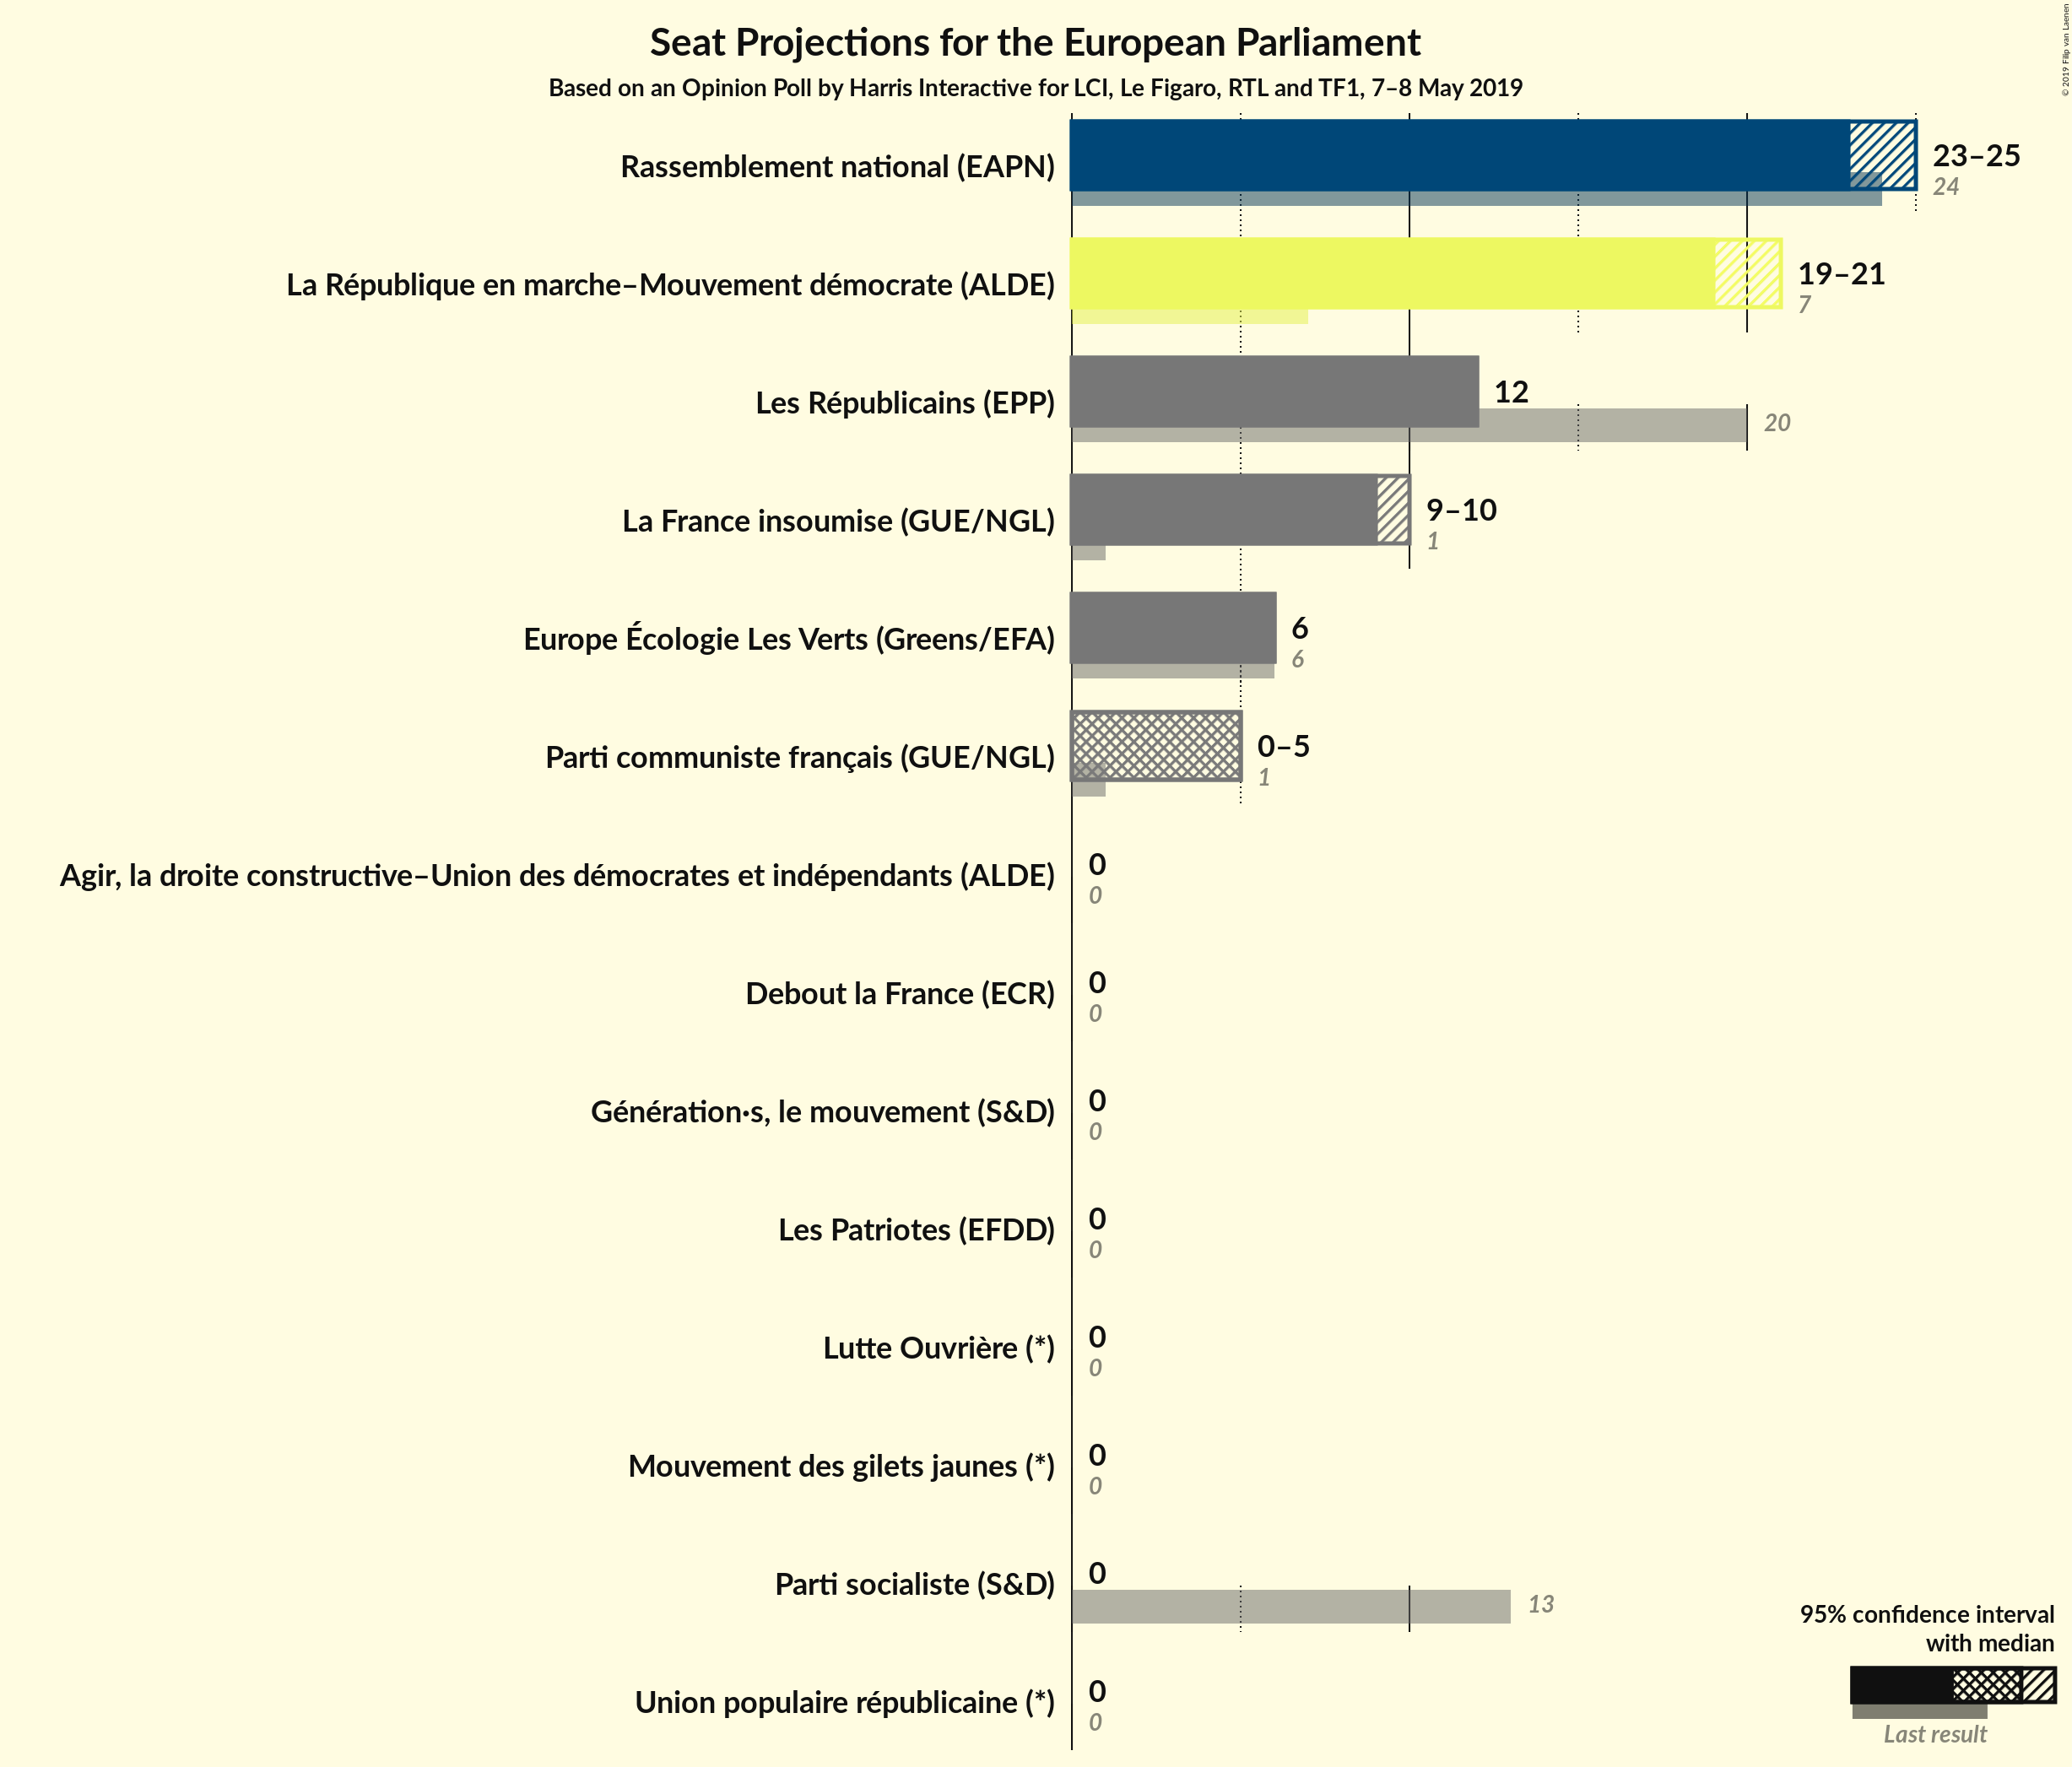 Seat Projections for the European Parliament
Based on an Opinion Poll by Harris Interactive for LCI, Le Figaro, RTL and TF1, 7–8 May 2019
© 2019 Filip van Laenen
Rassemblement national (EAPN)
23–25
24
La République en marche–Mouvement démocrate (ALDE)
19–21
7
Les Républicains (EPP)
12
20
La France insoumise (GUE/NGL)
9–10
1
Europe Écologie Les Verts (Greens/EFA)
6
6
Parti communiste français (GUE/NGL)
0–5
1
Agir, la droite constructive–Union des démocrates et indépendants (ALDE)
0
0
Debout la France (ECR)
0
0
Génération·s, le mouvement (S&D)
0
0
Les Patriotes (EFDD)
0
0
Lutte Ouvrière (*)
0
0
Mouvement des gilets jaunes (*)
0
0
Parti socialiste (S&D)
0
13
Union populaire républicaine (*)
0
0
95% confidence interval
with median
Last result